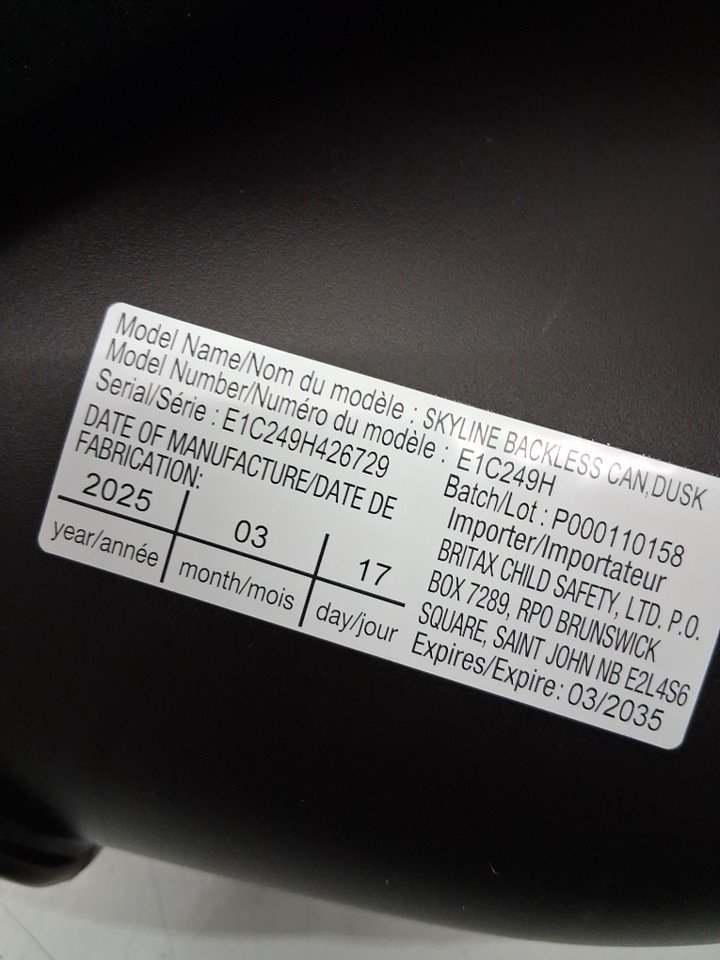 Model Name/Nom du modèle : SKYLINE BACKLESS CAN,DUSK
Model Number/Numéro du modèle : E1C249H
Serial/Série : E1C249H426729
DATE OF MANUFACTURE/DATE DE
FABRICATION:
2025 03 17
year/année month/mois day/jour
Batch/Lot : P000110158
Importer/Importateur
BRITAX CHILD SAFETY, LTD. P.O.
BOX 7289, RPO BRUNSWICK
SQUARE, SAINT JOHN NB E2L4S6
Expires/Expire: 03/2035